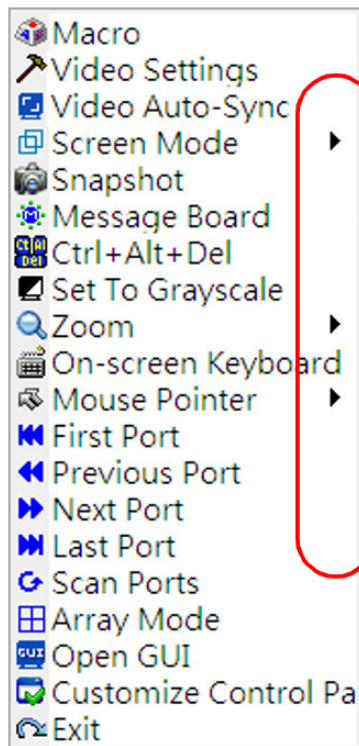 Macro
Video Settings
Video Auto-Sync
Screen Mode
Snapshot
Message Board
Ctrl+Alt+Del
Set To Grayscale
Zoom
On-screen Keyboard
Mouse Pointer
First Port
Previous Port
Next Port
Last Port
Scan Ports
Array Mode
GUI Open GUI
Customize Control Pa
Exit